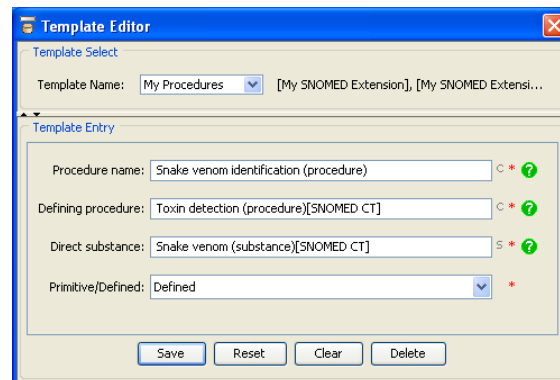 Template Editor
Template Select
Template Name: My Procedures [My SNOMED Extension], [My SNOMED Extensi...
Template Entry
Procedure name: Snake venom identification (procedure) C * ?
Defining procedure: Toxin detection (procedure)[SNOMED CT] C * ?
Direct substance: Snake venom (substance)[SNOMED CT] S * ?
Primitive/Defined: Defined *
Save Reset Clear Delete